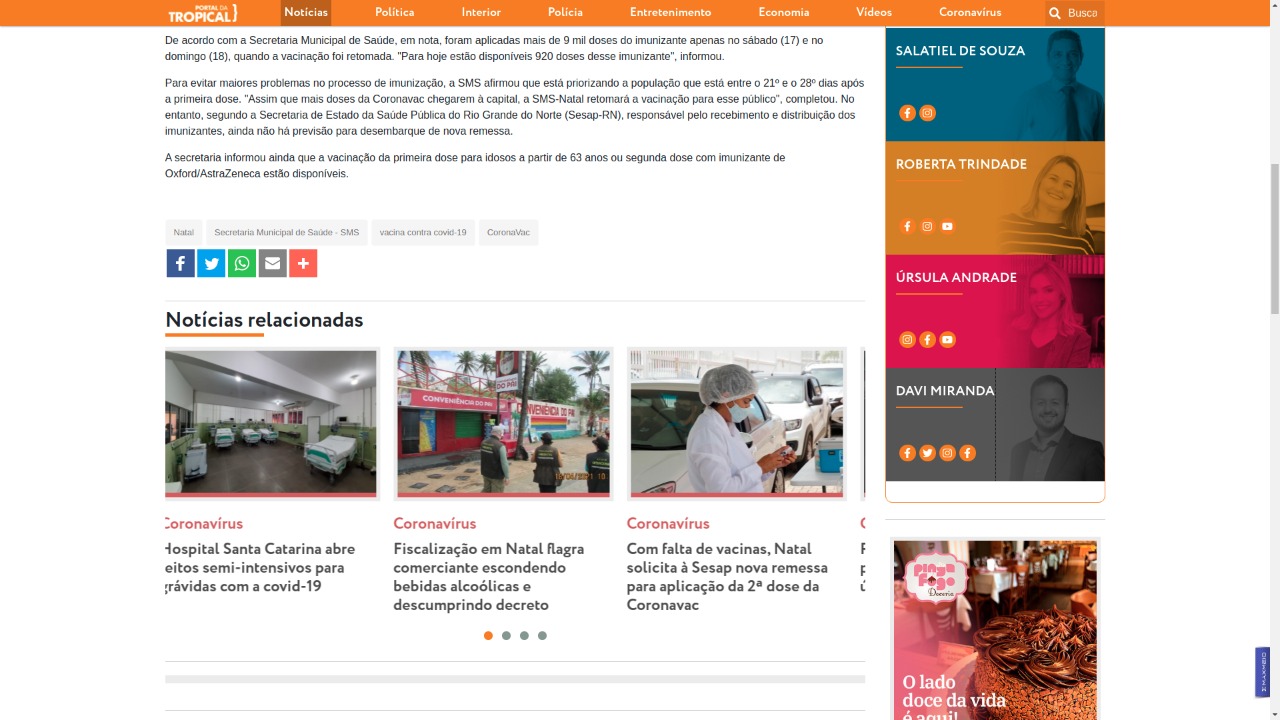 PORTAL DA
TROPICAL
Notícias
Política
Interior
Polícia
Entretenimento
Economia
Vídeos
Coronavírus
Busca
De acordo com a Secretaria Municipal de Saúde, em nota, foram aplicadas mais de 9 mil doses do imunizante apenas no sábado (17) e no
domingo (18), quando a vacinação foi retomada. "Para hoje estão disponíveis 920 doses desse imunizante", informou.
Para evitar maiores problemas no processo de imunização, a SMS afirmou que está priorizando a população que está entre o 21º e o 28º dias após
a primeira dose. "Assim que mais doses da Coronavac chegarem à capital, a SMS-Natal retomará a vacinação para esse público", completou. No
entanto, segundo a Secretaria de Estado da Saúde Pública do Rio Grande do Norte (Sesap-RN), responsável pelo recebimento e distribuição dos
imunizantes, ainda não há previsão para desembarque de nova remessa.
A secretaria informou ainda que a vacinação da primeira dose para idosos a partir de 63 anos ou segunda dose com imunizante de
Oxford/AstraZeneca estão disponíveis.
Natal
Secretaria Municipal de Saúde - SMS
vacina contra covid-19
CoronaVac
Notícias relacionadas
CONVENIÊNCIA DO PAI
Coronavírus
Hospital Santa Catarina abre
leitos semi-intensivos para
grávidas com a covid-19
Coronavírus
Fiscalização em Natal flagra
comerciante escondendo
bebidas alcoólicas e
descumprindo decreto
Coronavírus
Com falta de vacinas, Natal
solicita à Sesap nova remessa
para aplicação da 2ª dose da
Coronavac
SALATIEL DE SOUZA
ROBERTA TRINDADE
ÚRSULA ANDRADE
DAVI MIRANDA
pinga
fogo
Doceria
O lado
doce da vida
é aqui!